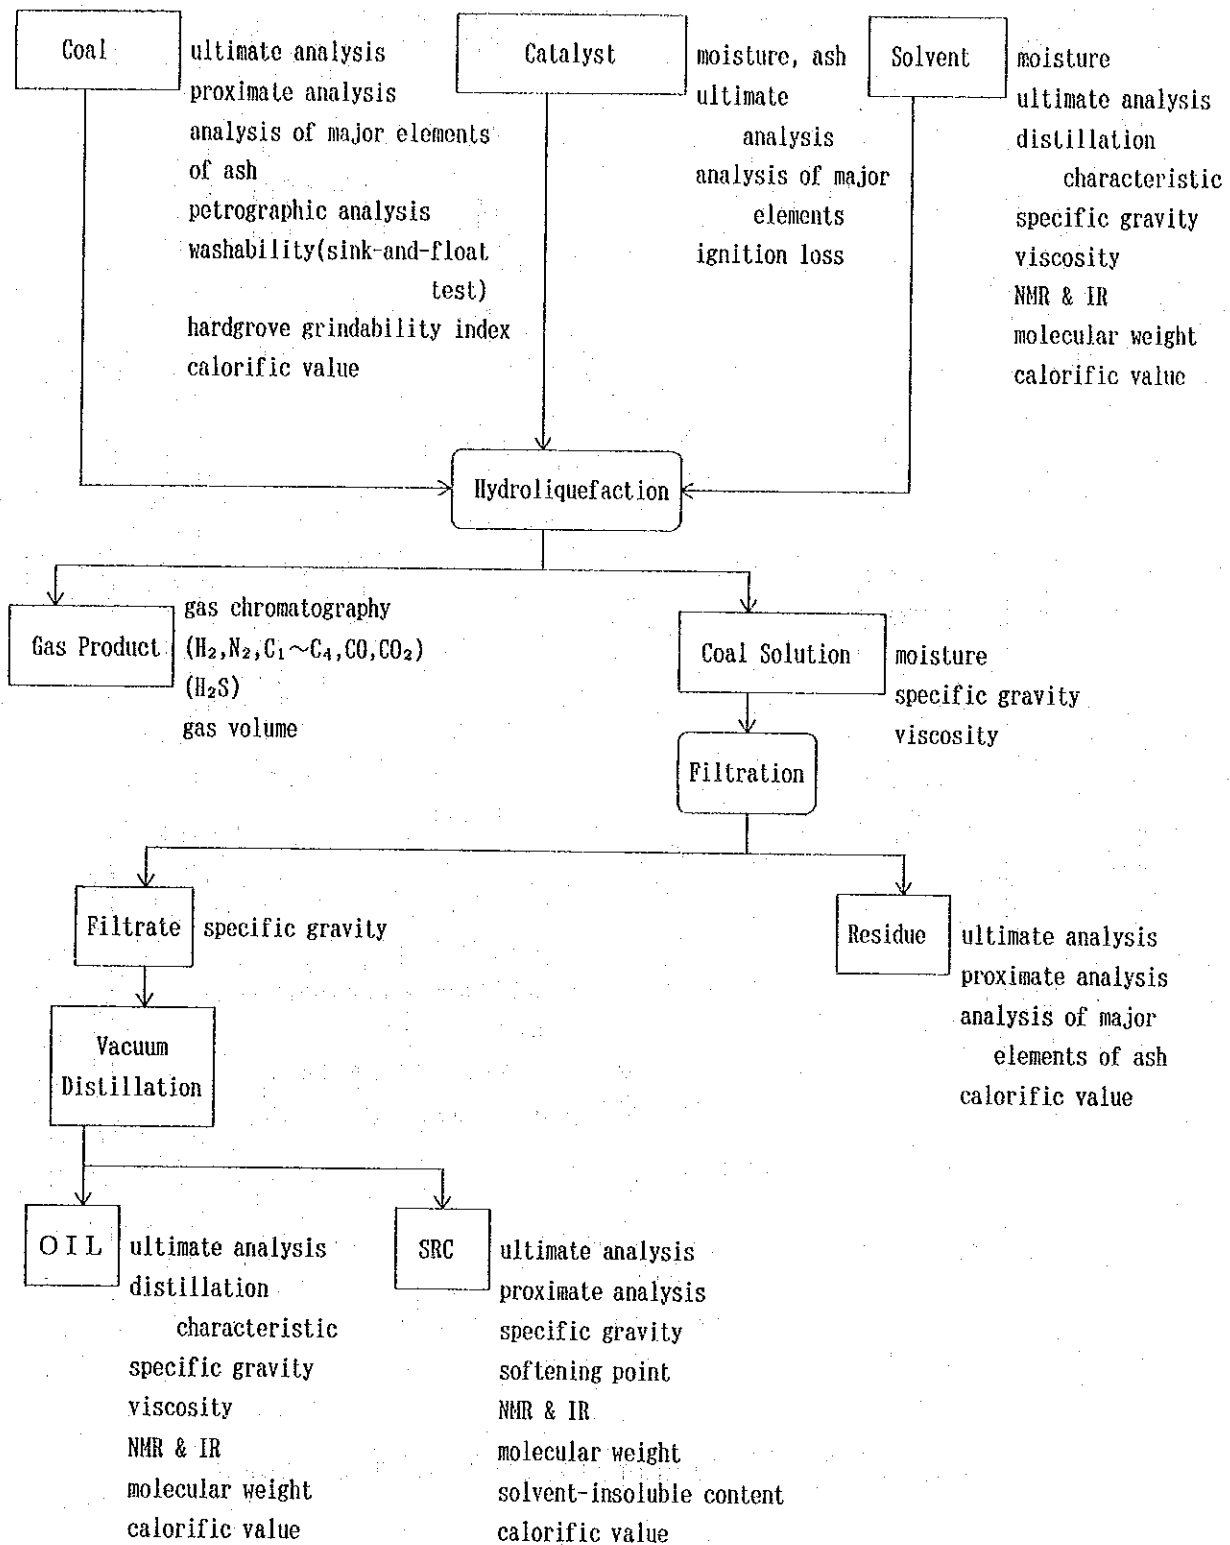 Coal
ultimate analysis
proximate analysis
analysis of major elements
of ash
petrographic analysis
washability(sink-and-float
test)
hardgrove grindability index
calorific value
Catalyst
moisture, ash
ultimate
analysis
analysis of major
elements
ignition loss
Solvent
moisture
ultimate analysis
distillation
characteristic
specific gravity
viscosity
NMR & IR
molecular weight
calorific value
Hydroliquefaction
Gas Product
gas chromatography
(H₂,N₂,C₁~C₄,CO,CO₂)
(H₂S)
gas volume
Coal Solution
moisture
specific gravity
viscosity
Filtration
Filtrate
specific gravity
Residue
ultimate analysis
proximate analysis
analysis of major
elements of ash
calorific value
Vacuum
Distillation
OIL
ultimate analysis
distillation
characteristic
specific gravity
viscosity
NMR & IR
molecular weight
calorific value
SRC
ultimate analysis
proximate analysis
specific gravity
softening point
NMR & IR
molecular weight
solvent-insoluble content
calorific value